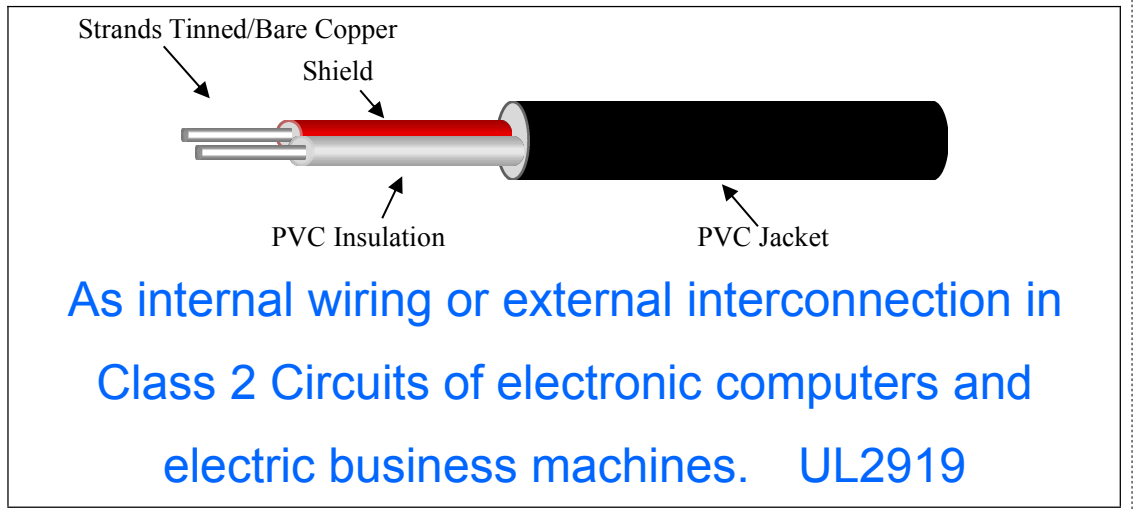 Strands Tinned/Bare Copper
Shield
PVC Insulation
PVC Jacket
As internal wiring or external interconnection in
Class 2 Circuits of electronic computers and
electric business machines. UL2919